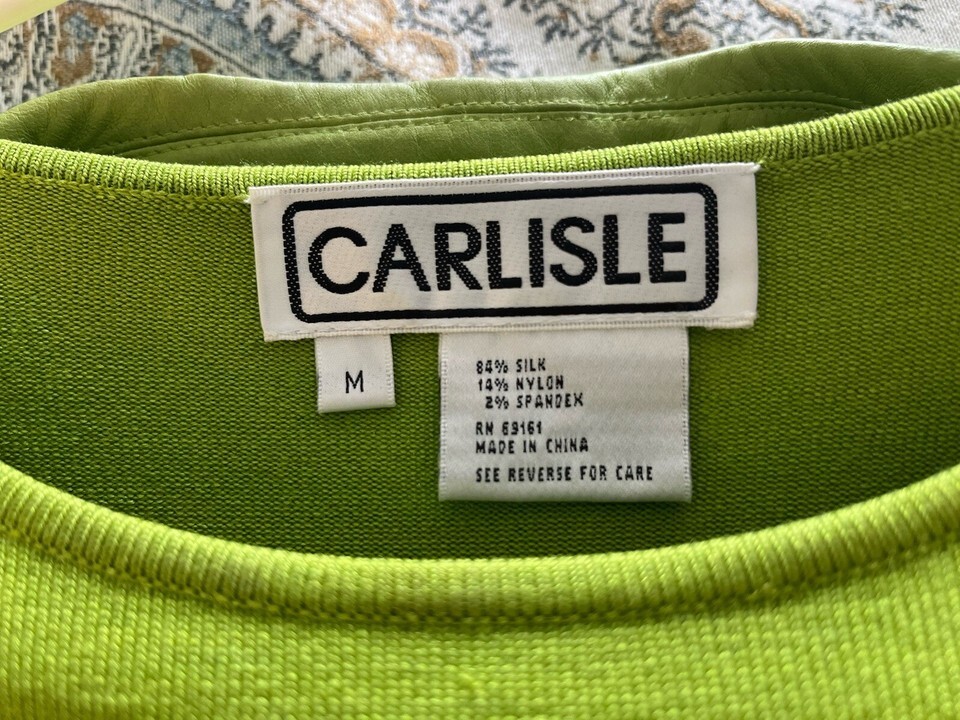 CARLISLE
M
84% SILK
14% NYLON
2% SPANDEX
RN 69161
MADE IN CHINA
SEE REVERSE FOR CARE